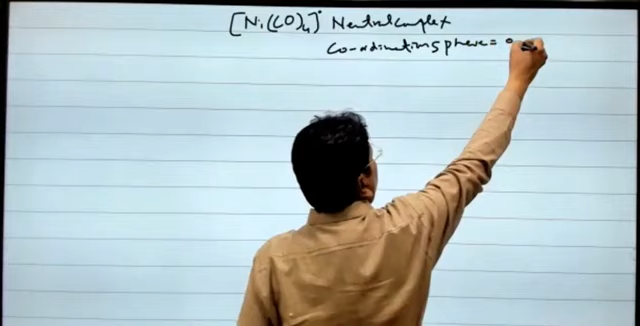 [Ni(CO)4]° Neutral complex
Co-ordination sphere = 0